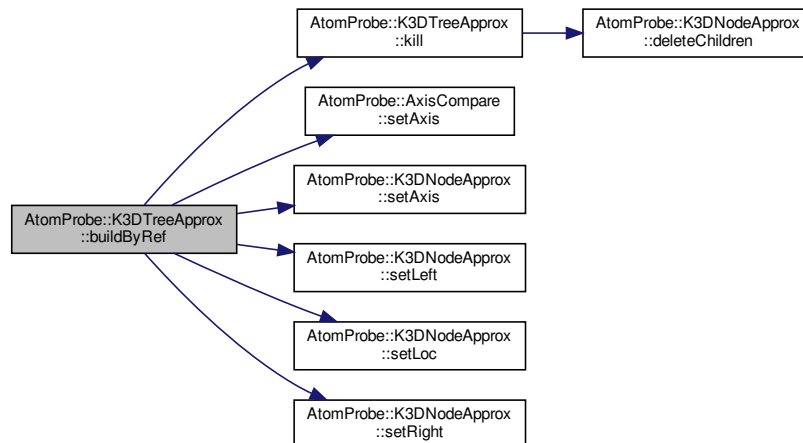 AtomProbe::K3DTreeApprox
::kill
AtomProbe::K3DNodeApprox
::deleteChildren
AtomProbe::AxisCompare
::setAxis
AtomProbe::K3DNodeApprox
::setAxis
AtomProbe::K3DTreeApprox
::buildByRef
AtomProbe::K3DNodeApprox
::setLeft
AtomProbe::K3DNodeApprox
::setLoc
AtomProbe::K3DNodeApprox
::setRight